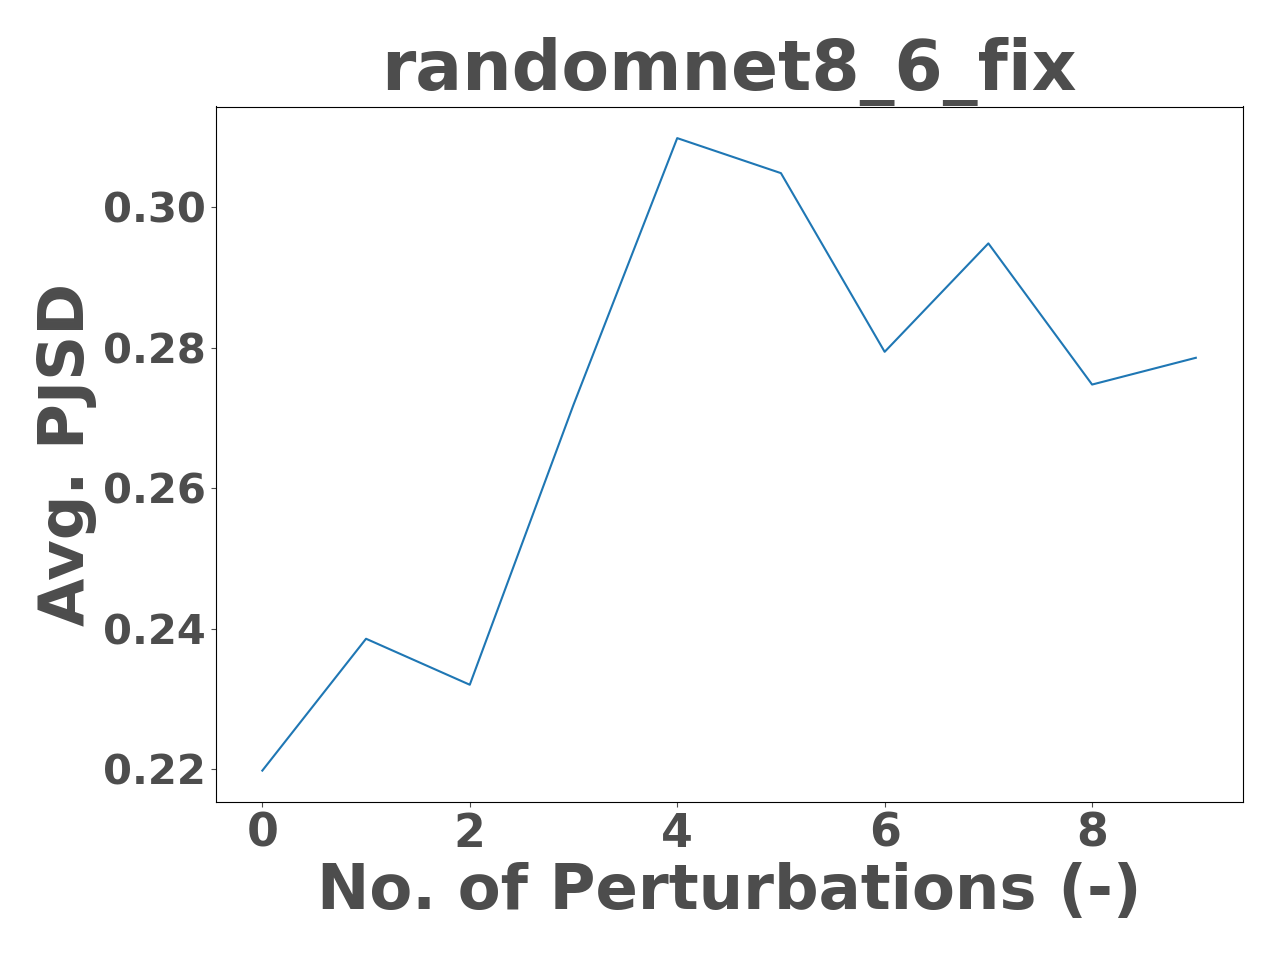 randomnet8_6_fix
Avg. PJSD
0.30
0.28
0.26
0.24
0.22
0 2 4 6 8
No. of Perturbations (-)